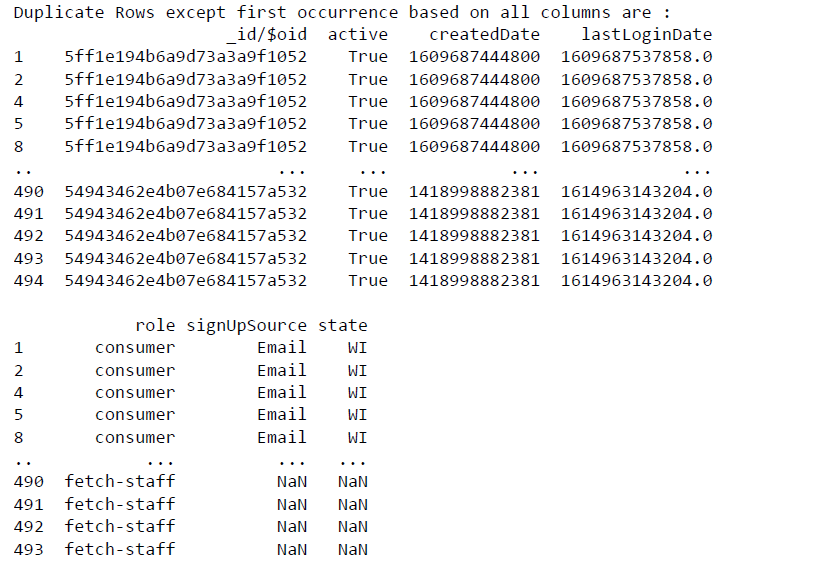 Duplicate Rows except first occurrence based on all columns are :
_id/$oid active createdDate lastLoginDate
1 5ff1e194b6a9d73a3a9f1052 True 1609687444800 1609687537858.0
2 5ff1e194b6a9d73a3a9f1052 True 1609687444800 1609687537858.0
4 5ff1e194b6a9d73a3a9f1052 True 1609687444800 1609687537858.0
5 5ff1e194b6a9d73a3a9f1052 True 1609687444800 1609687537858.0
8 5ff1e194b6a9d73a3a9f1052 True 1609687444800 1609687537858.0
.. ... ... ... ...
490 54943462e4b07e684157a532 True 1418998882381 1614963143204.0
491 54943462e4b07e684157a532 True 1418998882381 1614963143204.0
492 54943462e4b07e684157a532 True 1418998882381 1614963143204.0
493 54943462e4b07e684157a532 True 1418998882381 1614963143204.0
494 54943462e4b07e684157a532 True 1418998882381 1614963143204.0
role signUpSource state
1 consumer Email WI
2 consumer Email WI
4 consumer Email WI
5 consumer Email WI
8 consumer Email WI
.. ... ... ...
490 fetch-staff NaN NaN
491 fetch-staff NaN NaN
492 fetch-staff NaN NaN
493 fetch-staff NaN NaN